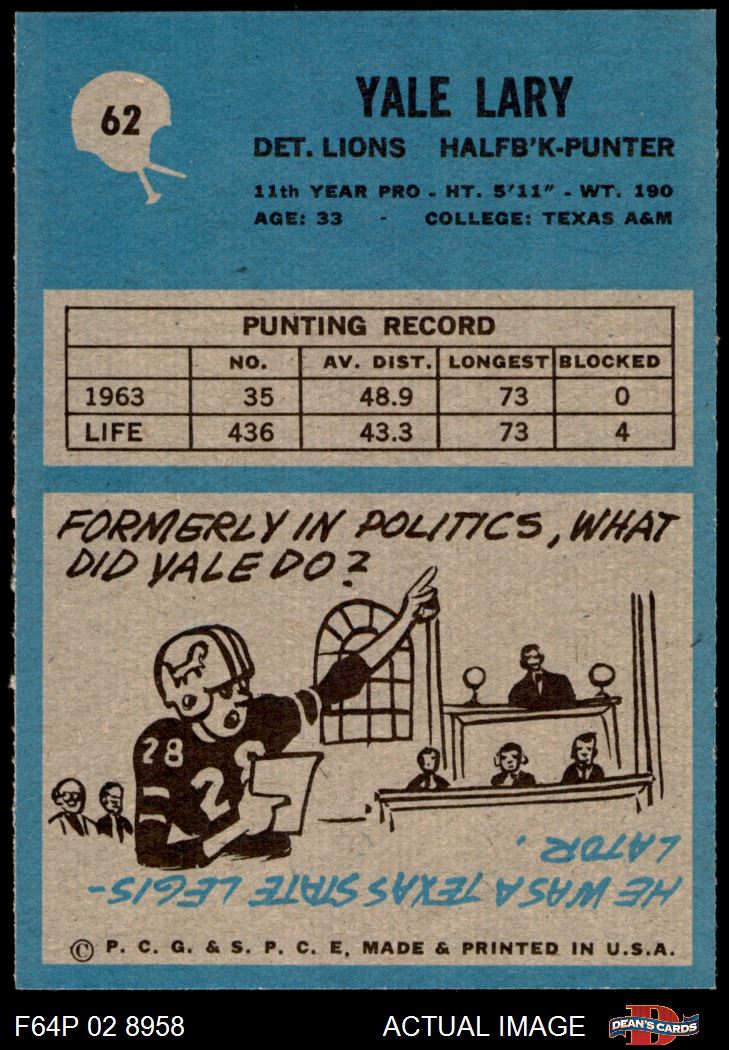 62
YALE LARY
DET. LIONS HALFB'K-PUNTER
11th YEAR PRO - HT. 5'11" - WT. 190
AGE: 33 - COLLEGE: TEXAS A&M
PUNTING RECORD
NO. AV. DIST. LONGEST BLOCKED
1963 35 48.9 73 0
LIFE 436 43.3 73 4
FORMERLY IN POLITICS, WHAT
DID YALE DO?
28
28
HE WAS A TEXAS STATE LEGIS-
LATOR.
© P. C. G. & S. P. C. E, MADE & PRINTED IN U.S.A.
F64P 02 8958 ACTUAL IMAGE DEAN'S CARDS